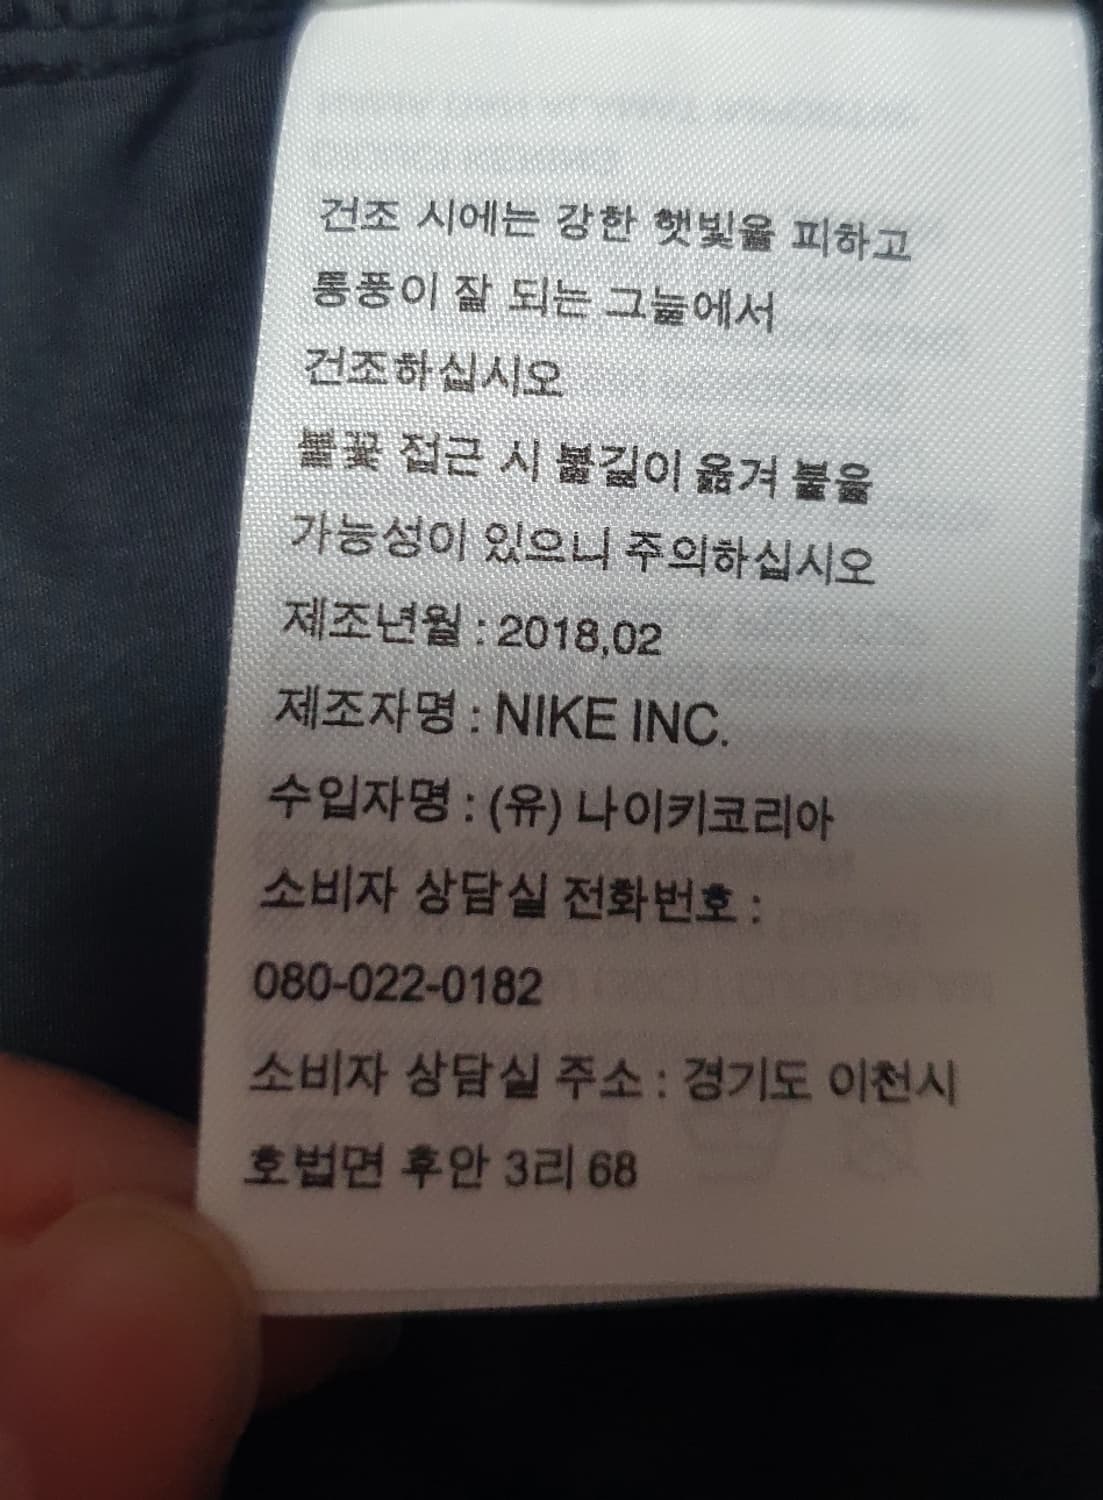 건조 시에는 강한 햇빛을 피하고
통풍이 잘 되는 그늘에서
건조하십시오
불꽃 접근 시 불길이 옮겨 붙을
가능성이 있으니 주의하십시오
제조년월 : 2018,02
제조자명 : NIKE INC.
수입자명 : (유) 나이키코리아
소비자 상담실 전화번호 :
080-022-0182
소비자 상담실 주소 : 경기도 이천시
호법면 후안 3리 68